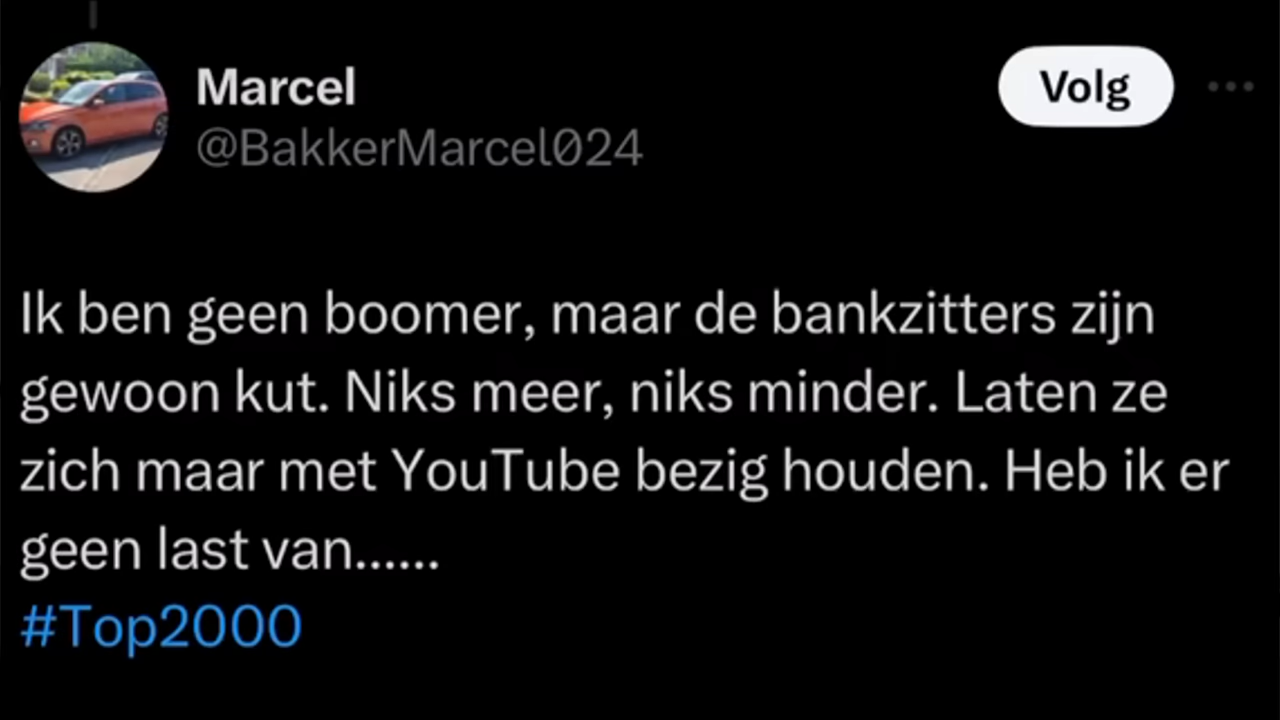 Marcel
Volg
@BakkerMarcel024
Ik ben geen boomer, maar de bankzitters zijn
gewoon kut. Niks meer, niks minder. Laten ze
zich maar met YouTube bezig houden. Heb ik er
geen last van......
#Top2000